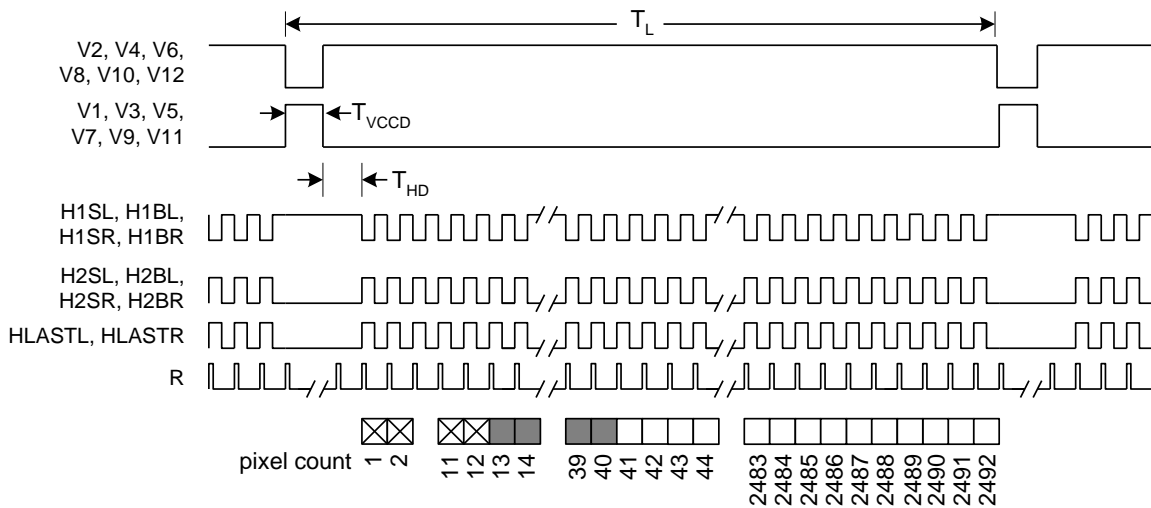 T_L
V2, V4, V6,
V8, V10, V12
V1, V3, V5,
V7, V9, V11
T_VCCD
T_HD
H1SL, H1BL,
H1SR, H1BR
H2SL, H2BL,
H2SR, H2BR
HLASTL, HLASTR
R
pixel count
1
2
11
12
13
14
39
40
41
42
43
44
2483
2484
2485
2486
2487
2488
2489
2490
2491
2492